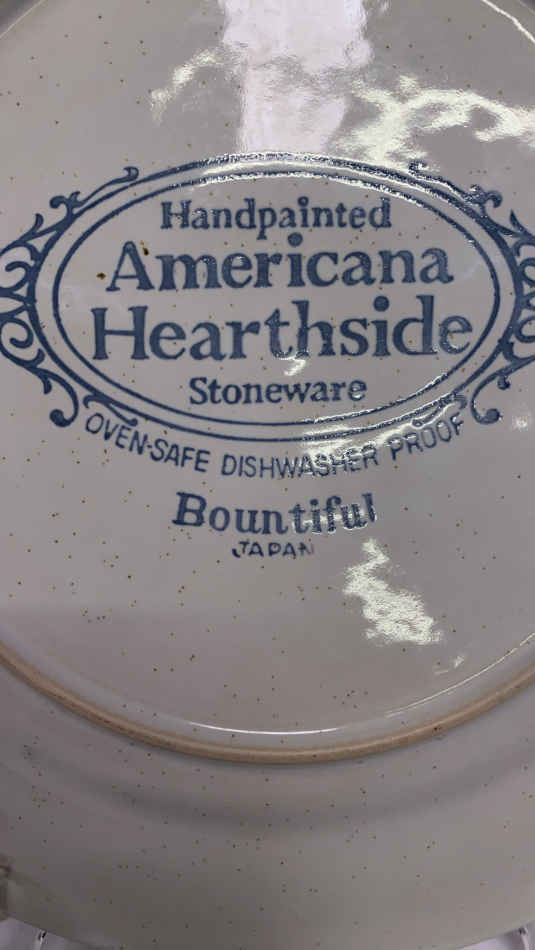 Handpainted
Americana
Hearthside
Stoneware
OVEN-SAFE DISHWASHER PROOF
Bountiful
JAPAN